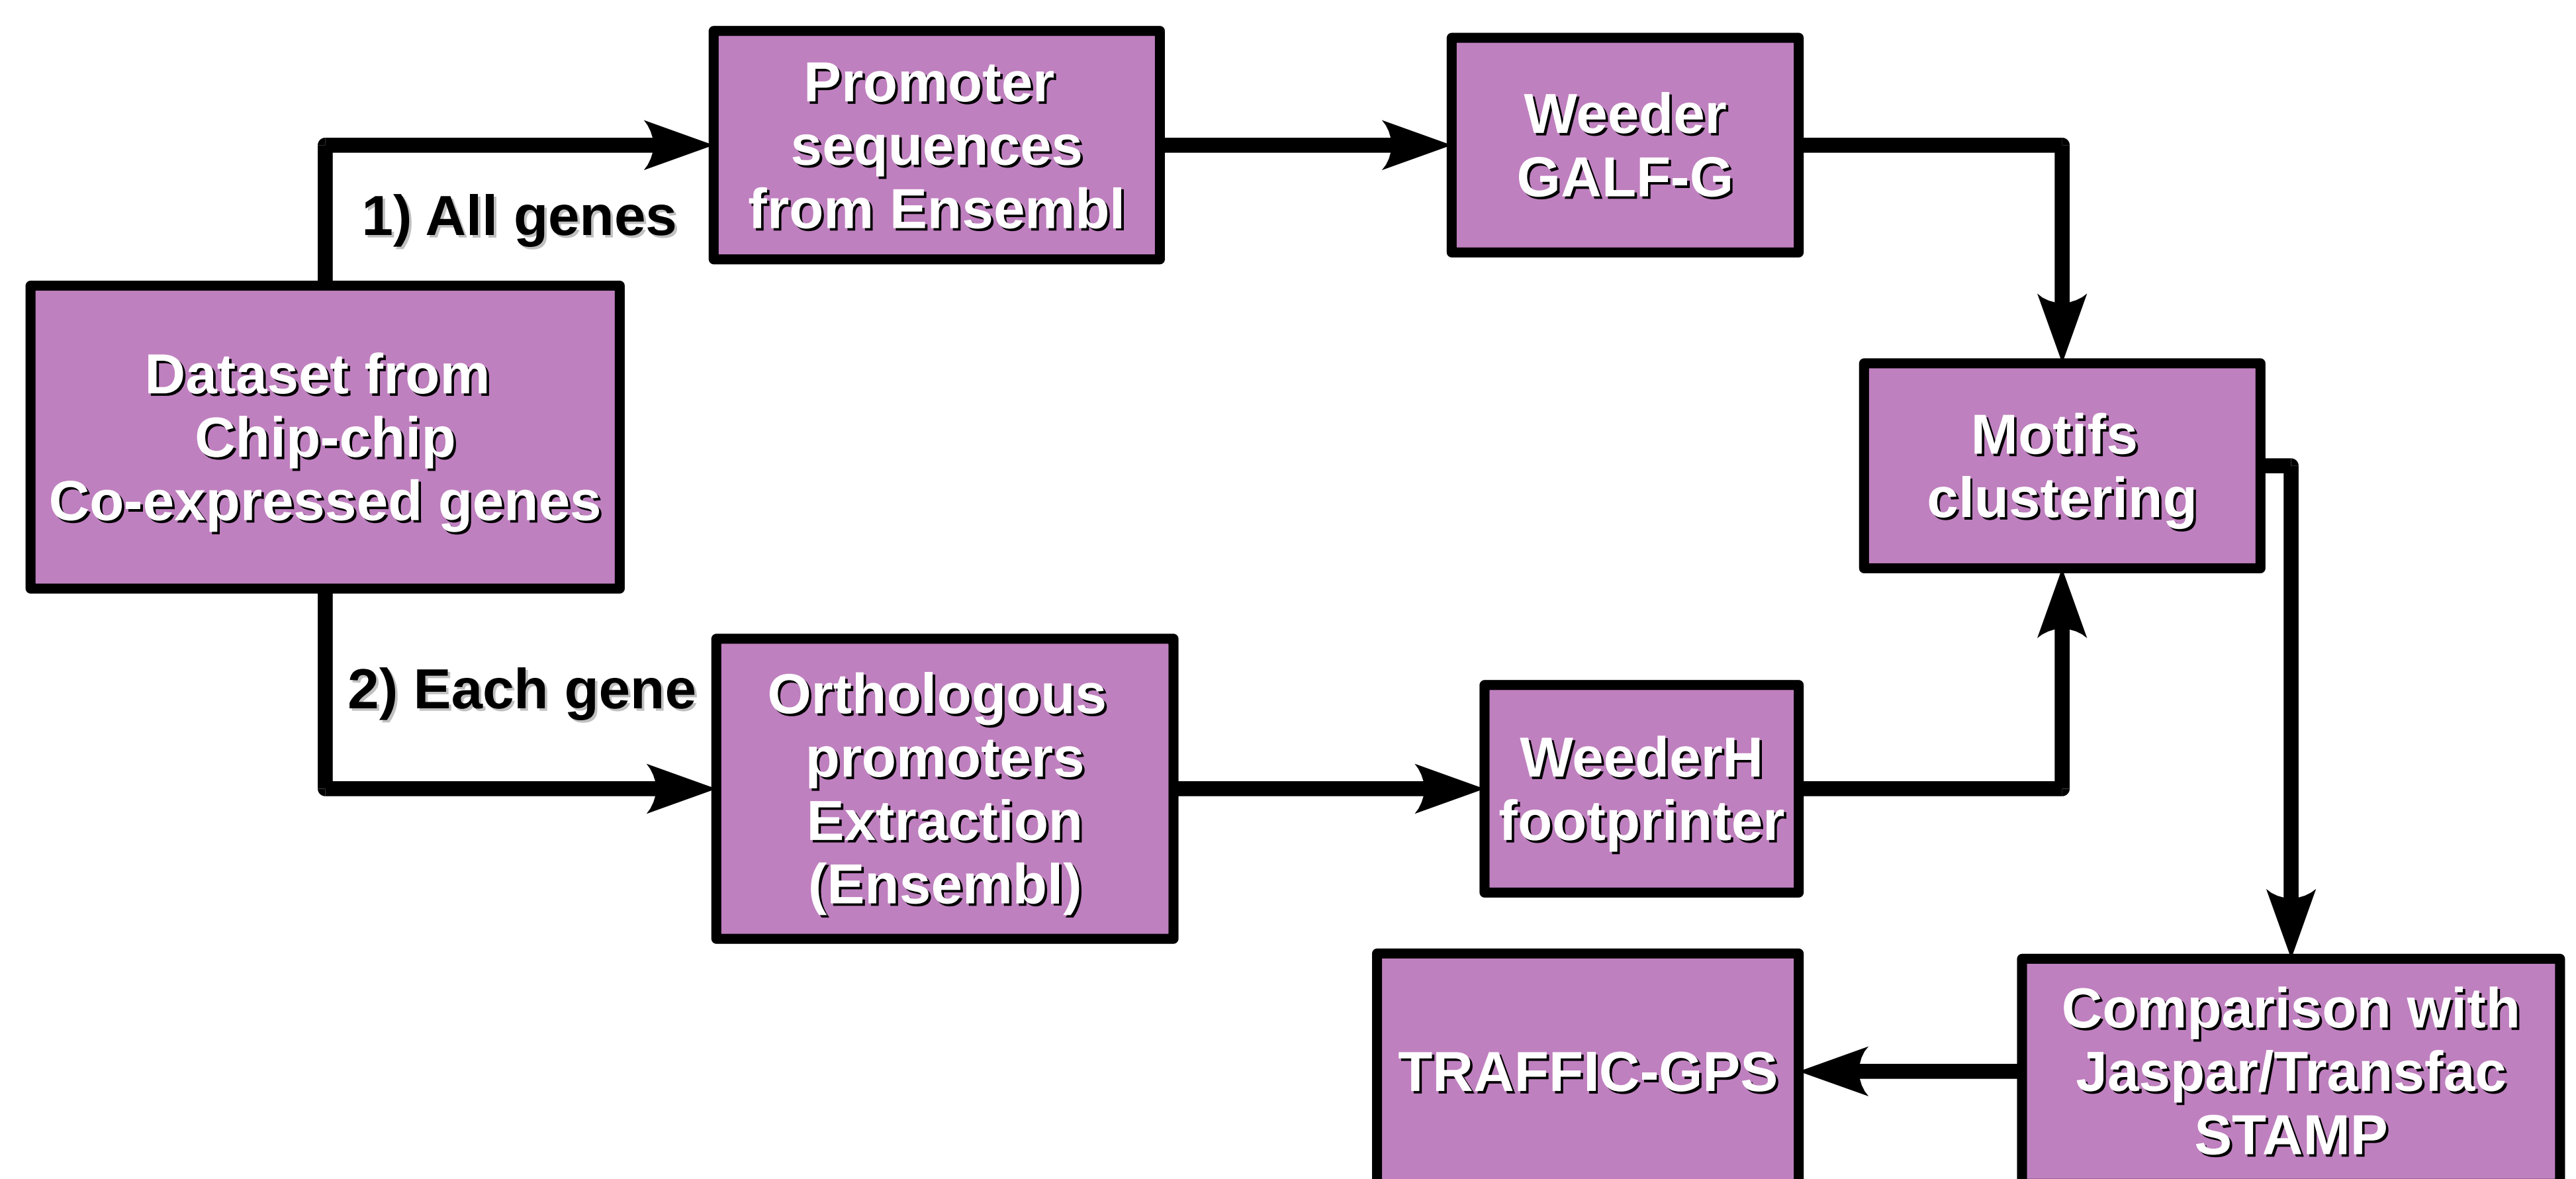 Promoter
sequences
from Ensembl
Weeder
GALF-G
1) All genes
Dataset from
Chip-chip
Co-expressed genes
Motifs
clustering
2) Each gene
Orthologous
promoters
Extraction
(Ensembl)
WeederH
footprinter
TRAFFIC-GPS
Comparison with
Jaspar/Transfac
STAMP